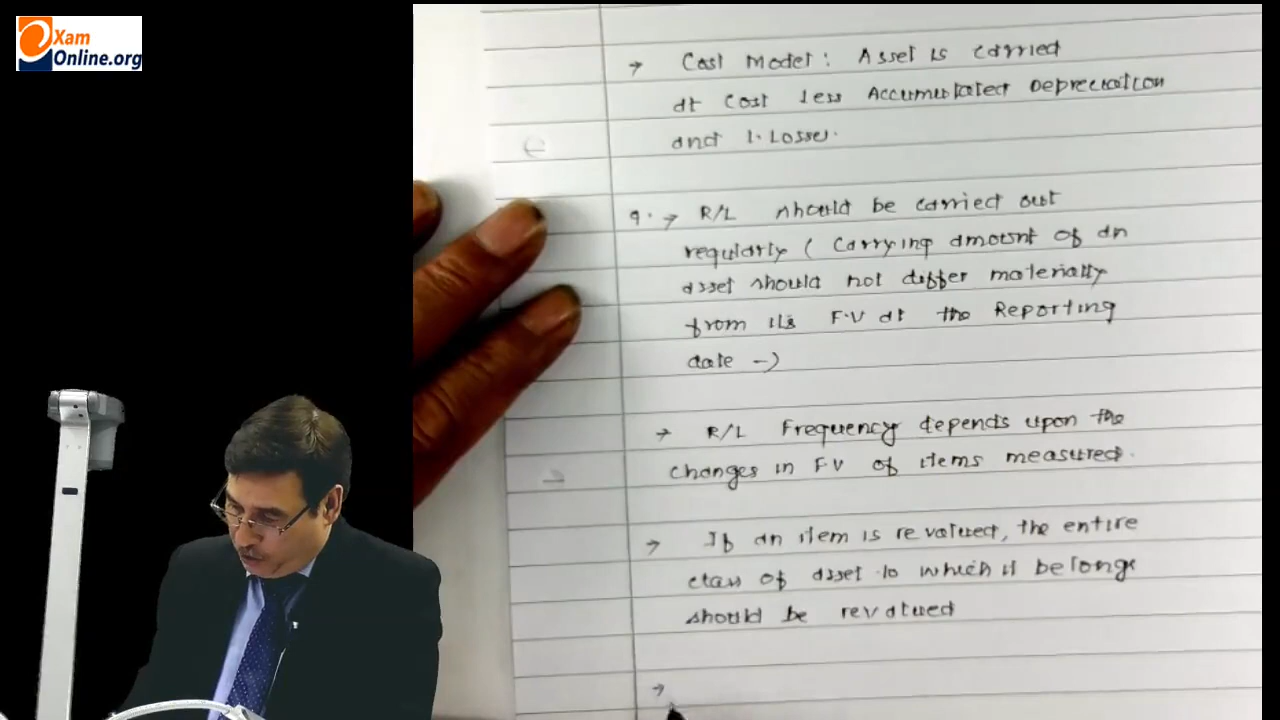 Xam
Online.org
→ Cost Model: Asset is carried
at cost less Accumulated Depreciation
and I. Losses.
9. → R/L should be carried out
regularly ( Carrying amount of an
asset should not differ materially
from its F.V at the Reporting
date →)
→ R/L Frequency depends upon the
changes in F.V of items measured.
→ If an item is revalued, the entire
class of asset to which it belongs
should be revalued
→